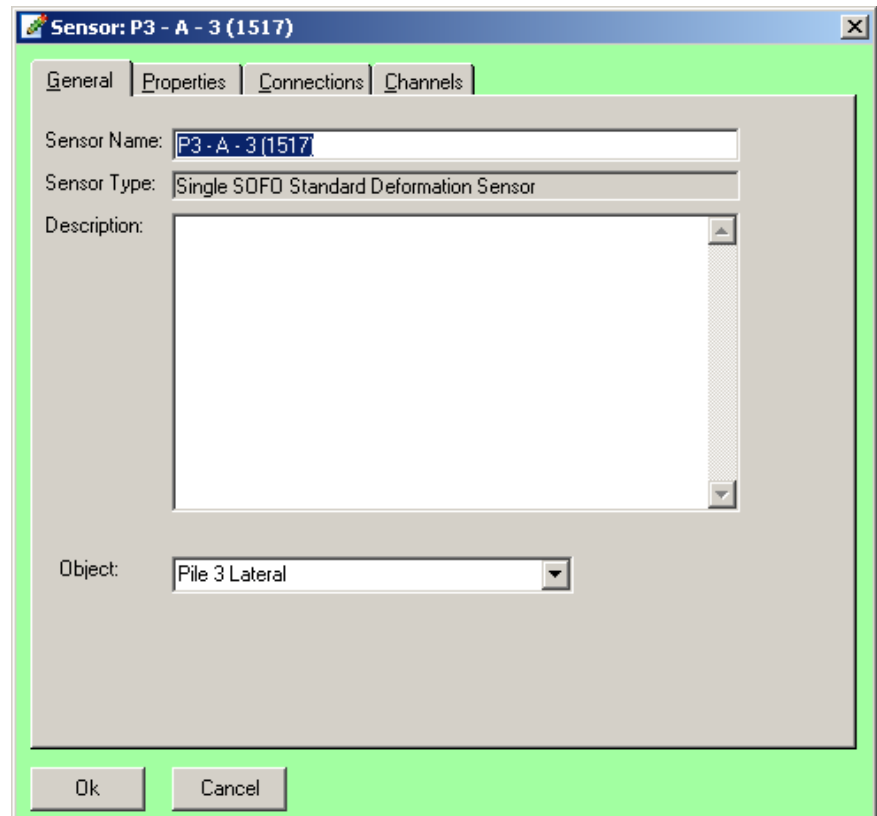 Sensor: P3 - A - 3 (1517)
General Properties Connections Channels
Sensor Name: P3 - A - 3 (1517)
Sensor Type: Single SOFO Standard Deformation Sensor
Description:
Object: Pile 3 Lateral
Ok Cancel